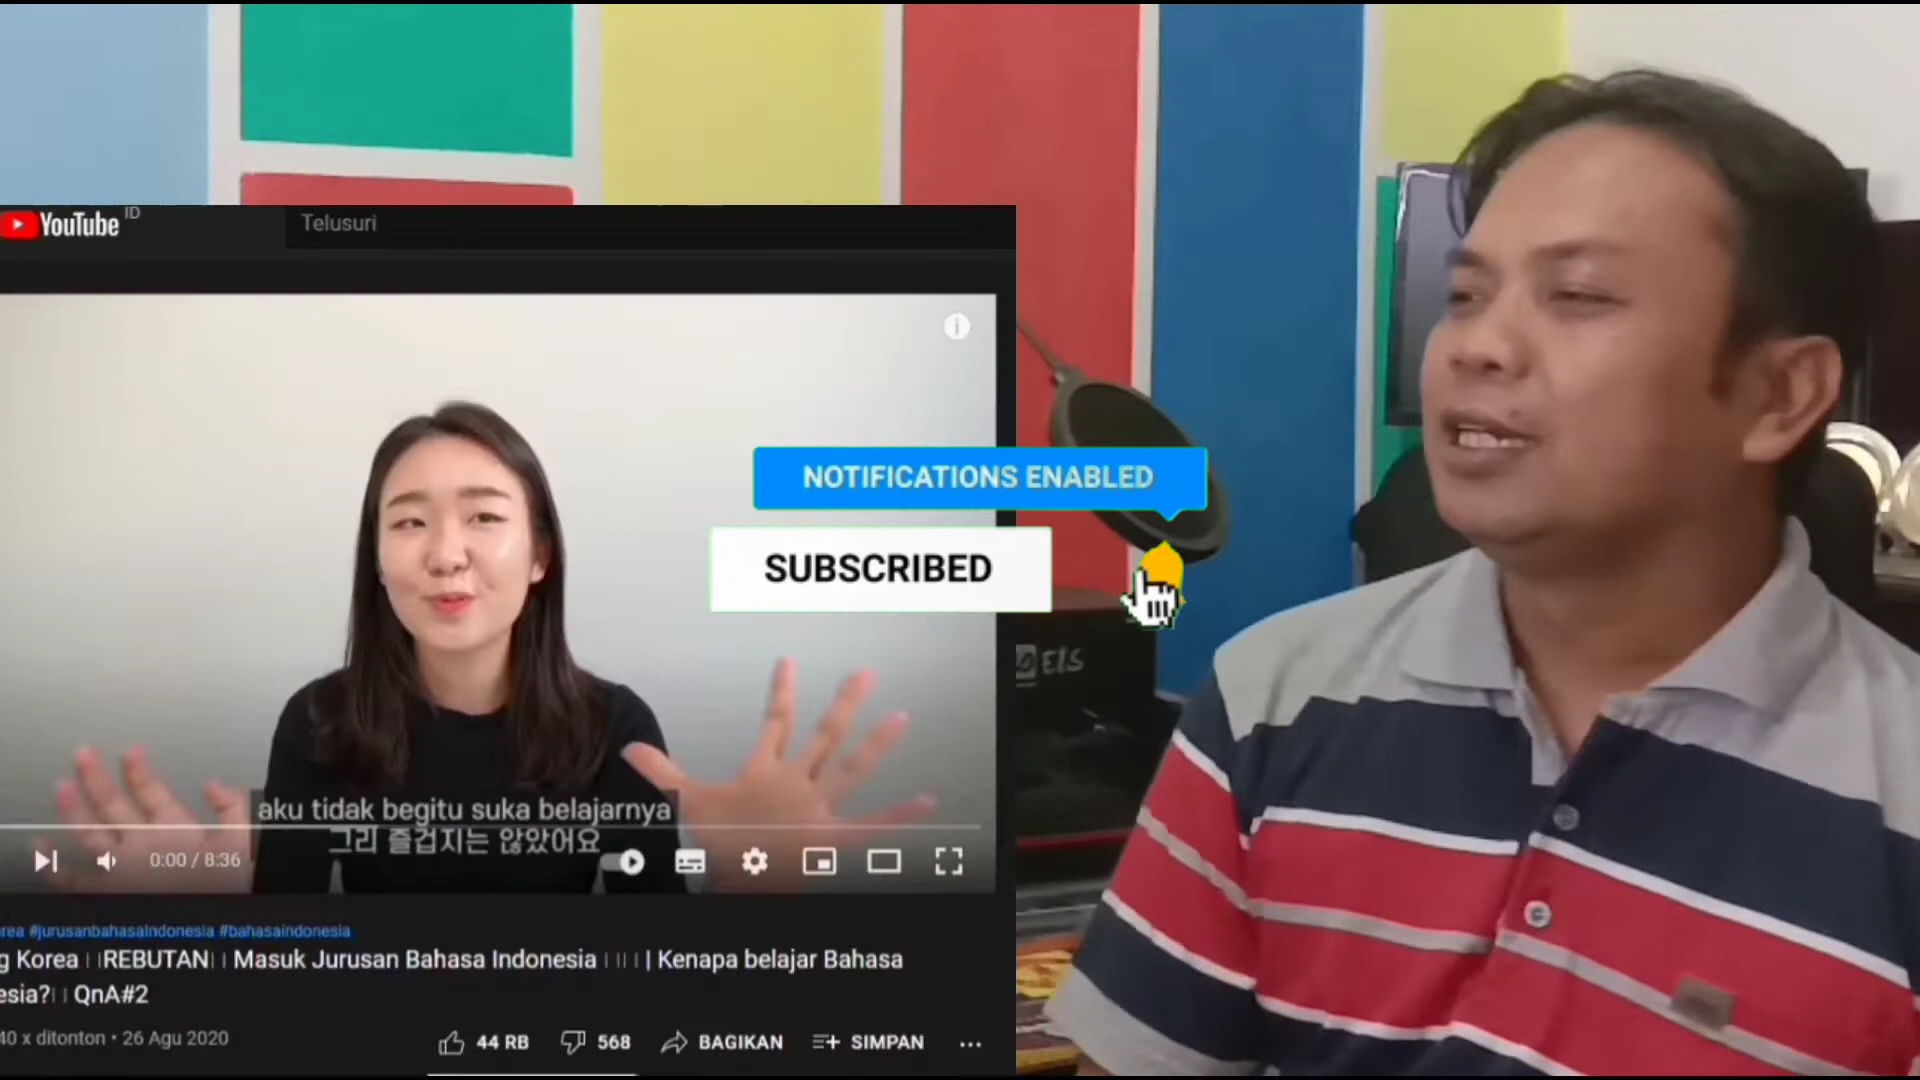 YouTube ID
Telusuri
NOTIFICATIONS ENABLED
SUBSCRIBED
EIS
aku tidak begitu suka belajarnya
그리 즐겁지는 않았어요
0:00 / 8:36
#jurusanbahasaIndonesia #bahasaindonesia
Korea REBUTAN Masuk Jurusan Bahasa Indonesia | Kenapa belajar Bahasa
QnA#2
x ditonton • 26 Agu 2020
44 RB
568
BAGIKAN
SIMPAN